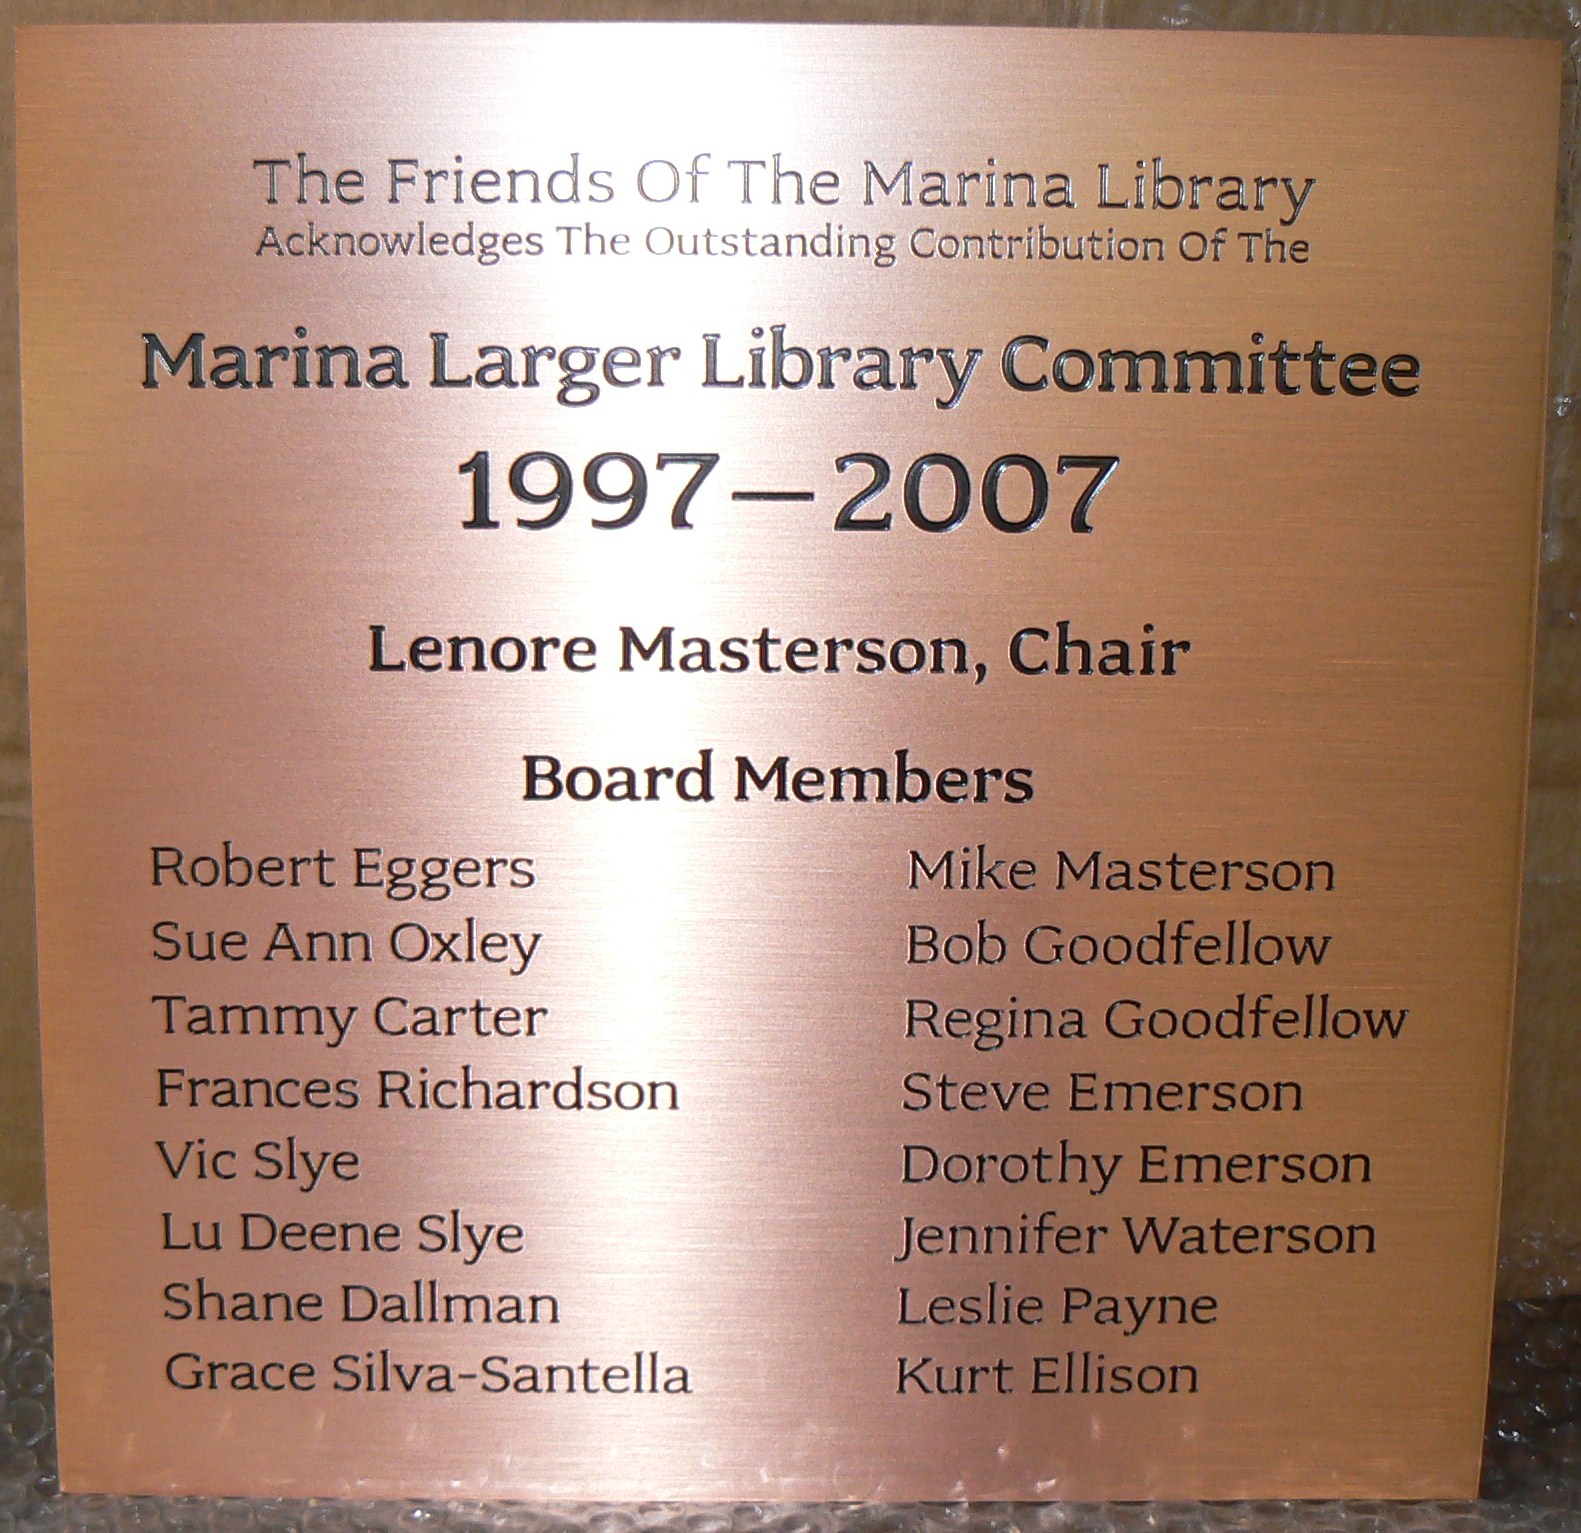 The Friends Of The Marina Library
Acknowledges The Outstanding Contribution Of The
Marina Larger Library Committee
1997—2007
Lenore Masterson, Chair
Board Members
Robert Eggers
Sue Ann Oxley
Tammy Carter
Frances Richardson
Vic Slye
Lu Deene Slye
Shane Dallman
Grace Silva-Santella
Mike Masterson
Bob Goodfellow
Regina Goodfellow
Steve Emerson
Dorothy Emerson
Jennifer Waterson
Leslie Payne
Kurt Ellison